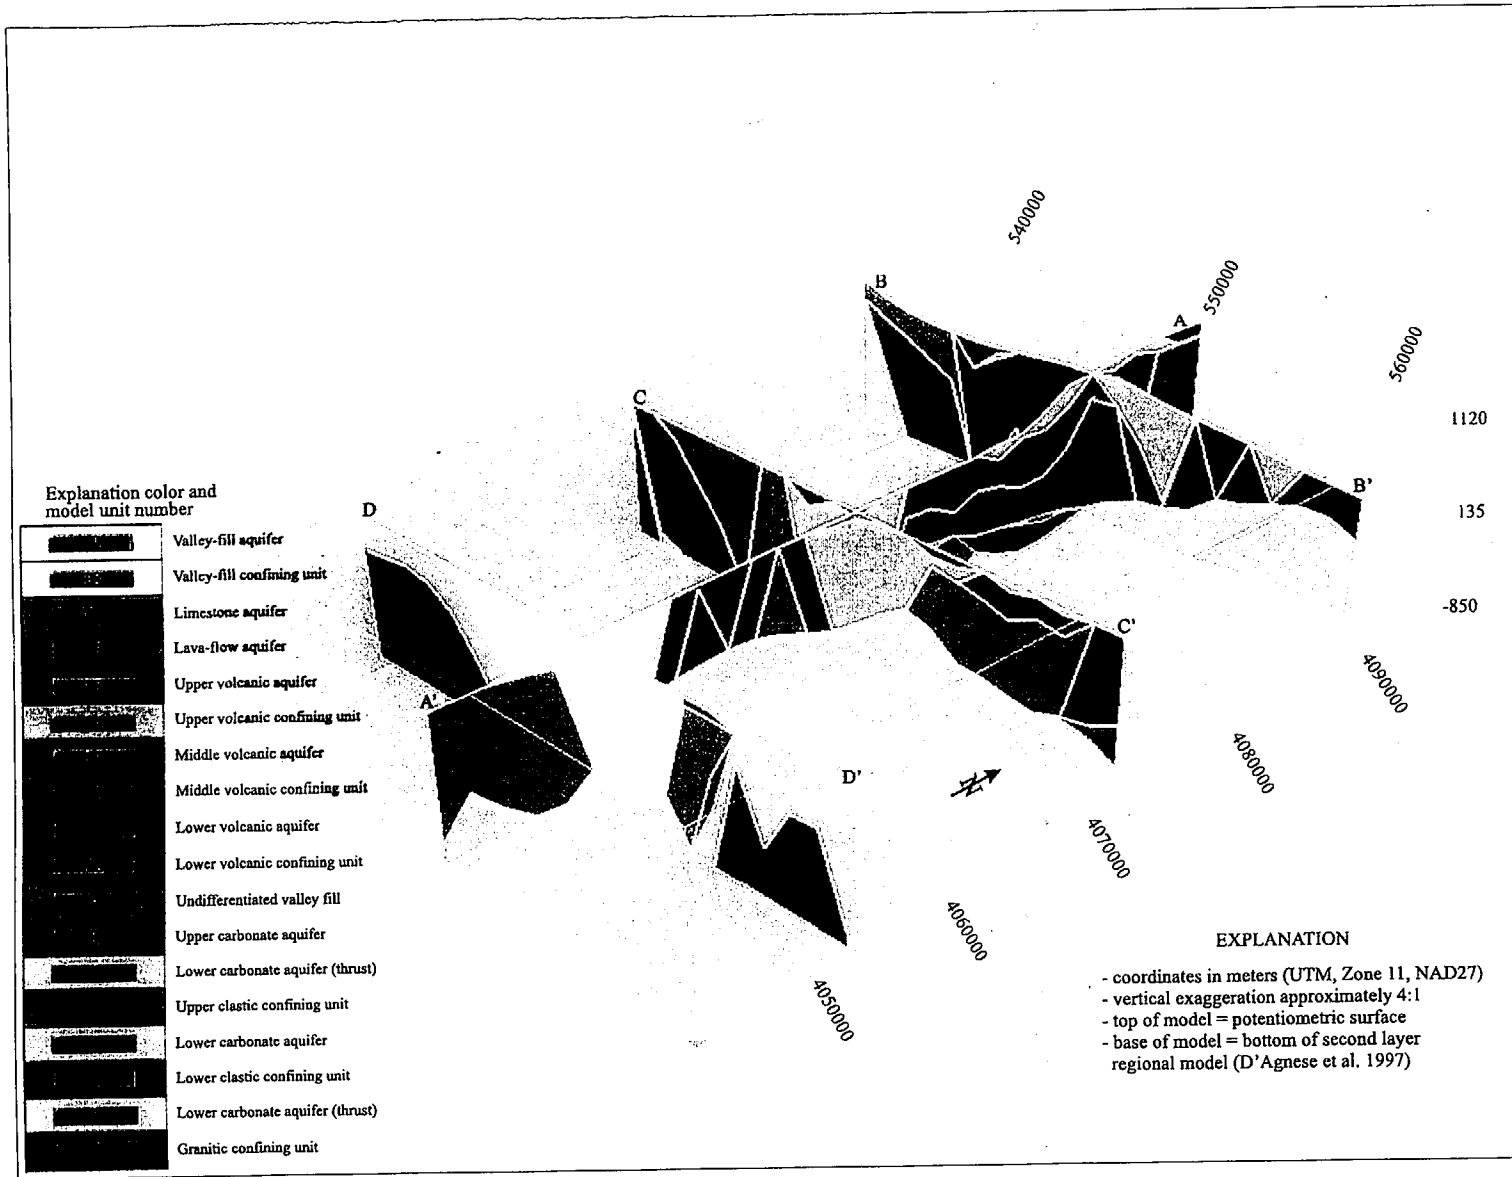 540000
550000
560000
B
A
C
1120
B'
135
-850
C'
D
A'
D'
N
4090000
4080000
4070000
4060000
4050000
Explanation color and
model unit number
Valley-fill aquifer
Valley-fill confining unit
Limestone aquifer
Lava-flow aquifer
Upper volcanic aquifer
Upper volcanic confining unit
Middle volcanic aquifer
Middle volcanic confining unit
Lower volcanic aquifer
Lower volcanic confining unit
Undifferentiated valley fill
Upper carbonate aquifer
Lower carbonate aquifer (thrust)
Upper clastic confining unit
Lower carbonate aquifer
Lower clastic confining unit
Lower carbonate aquifer (thrust)
Granitic confining unit
EXPLANATION
- coordinates in meters (UTM, Zone 11, NAD27)
- vertical exaggeration approximately 4:1
- top of model = potentiometric surface
- base of model = bottom of second layer
regional model (D'Agnese et al. 1997)